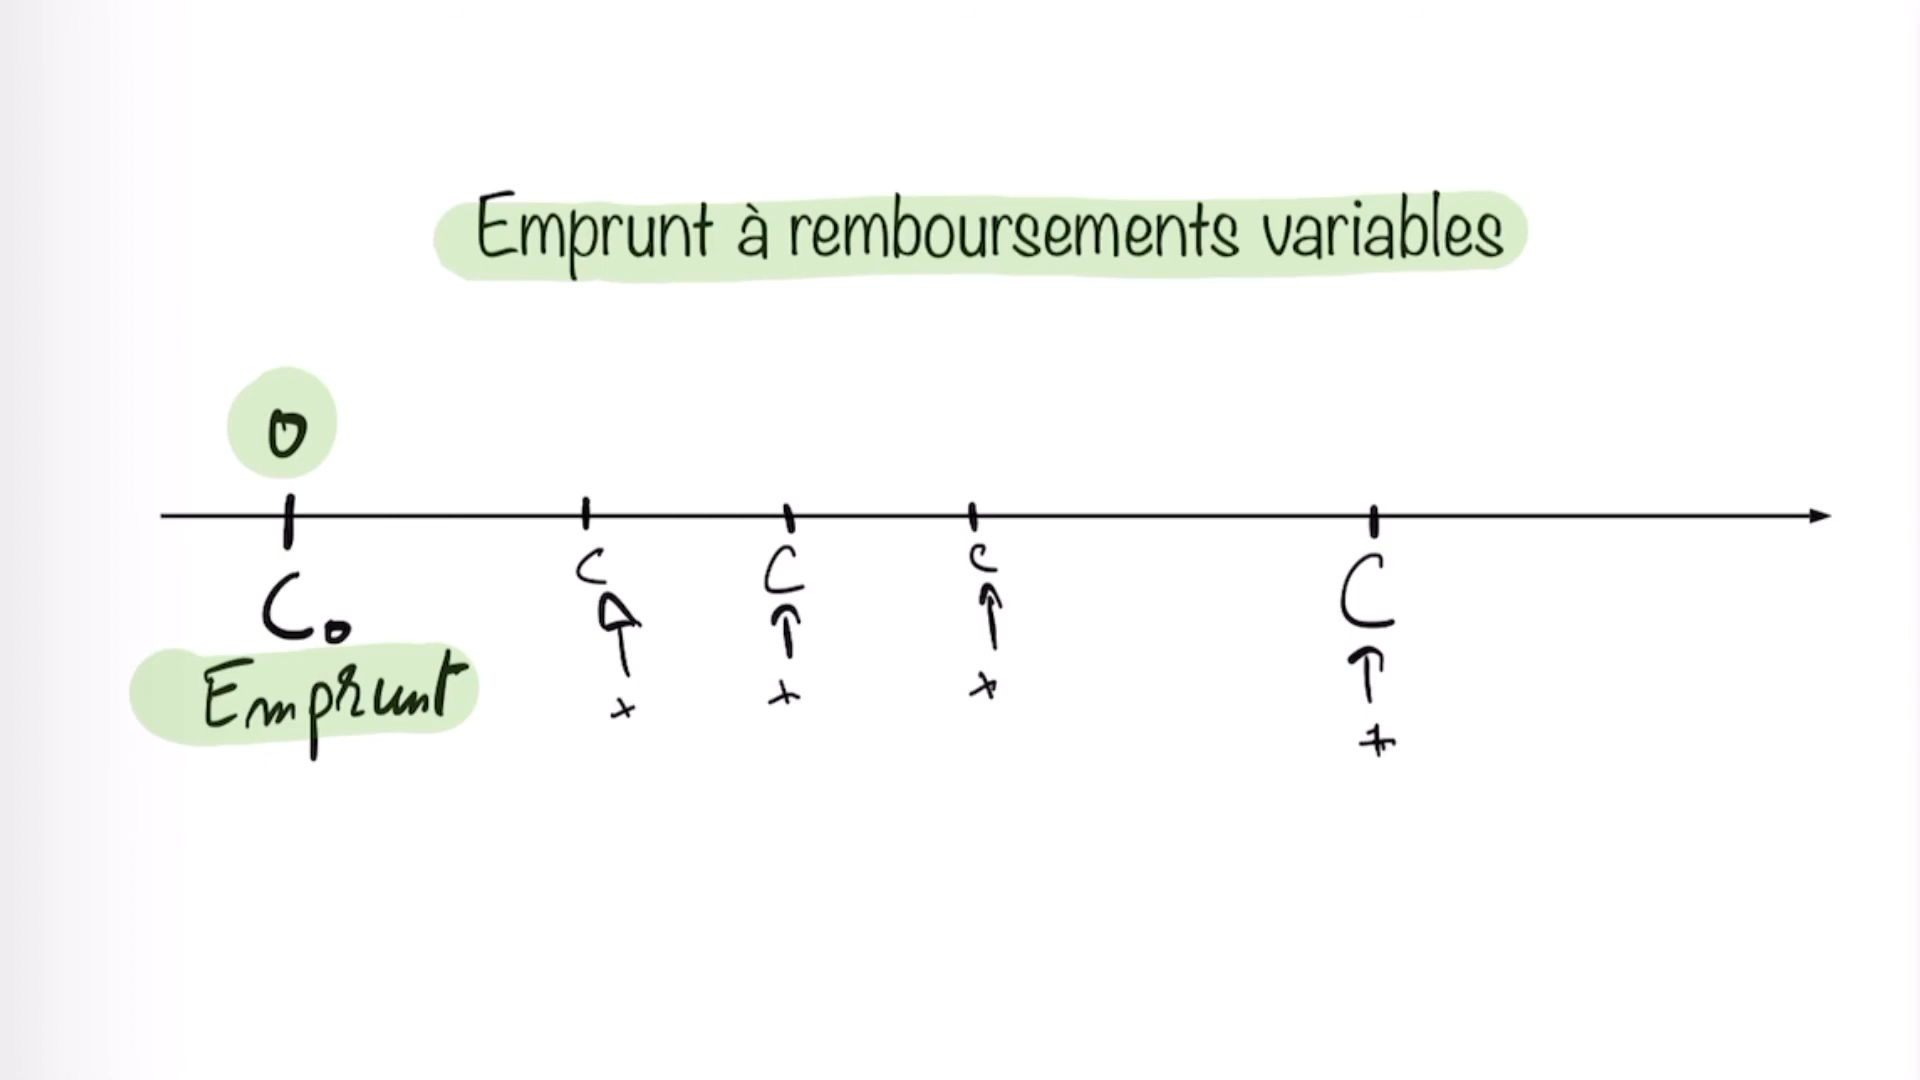 Emprunt à remboursements variables
0
C₀ c C c C
Emprunt + + + +